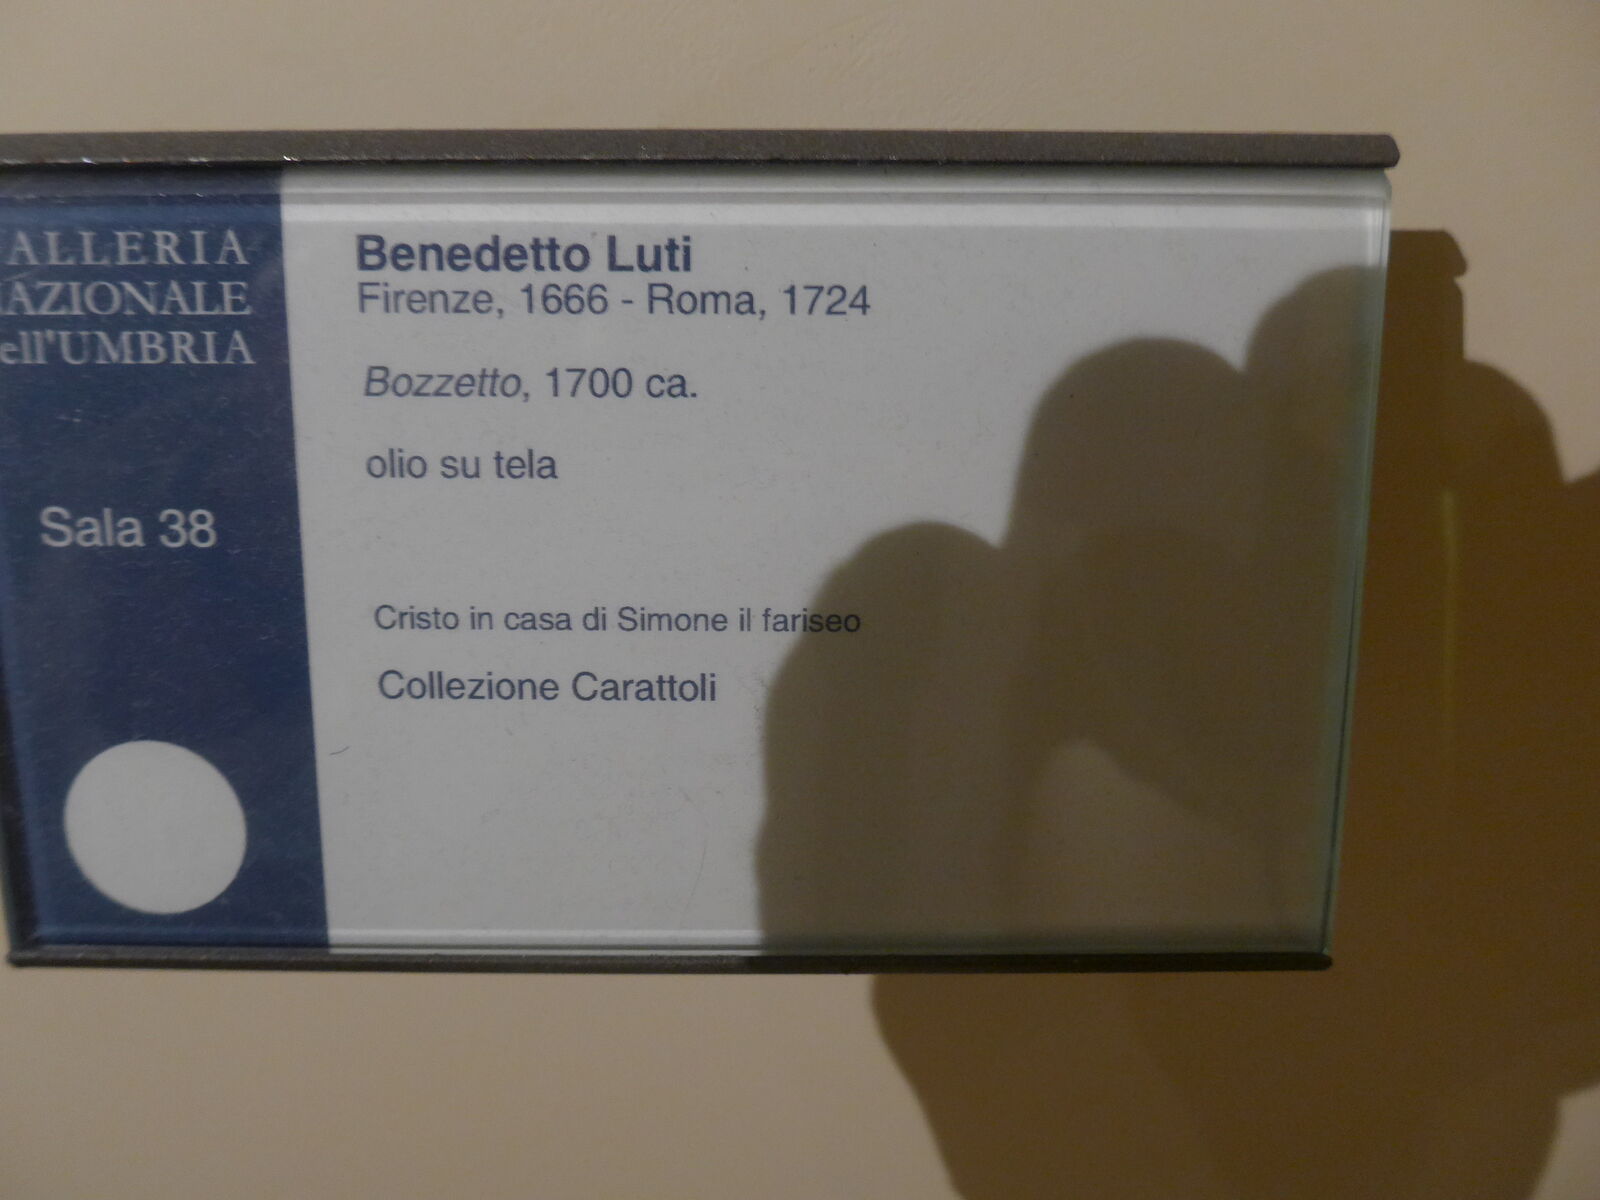 ALLERIA
NAZIONALE
ell'UMBRIA
Sala 38
Benedetto Luti
Firenze, 1666 - Roma, 1724
Bozzetto, 1700 ca.
olio su tela
Cristo in casa di Simone il fariseo
Collezione Carattoli